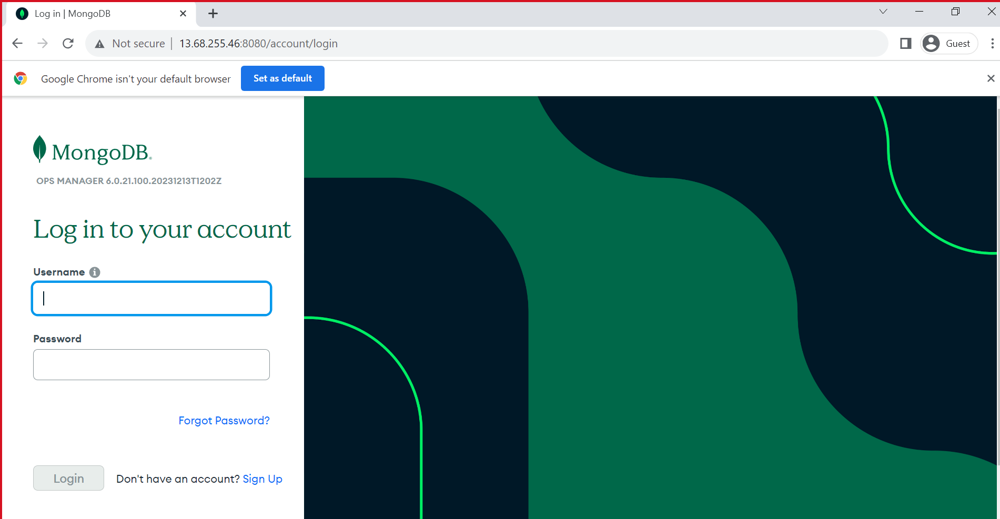 Log in | MongoDB
Not secure | 13.68.255.46:8080/account/login
Guest
Google Chrome isn't your default browser
Set as default
MongoDB®
OPS MANAGER 6.0.21.100.20231213T1202Z
Log in to your account
Username
Password
Forgot Password?
Login
Don't have an account? Sign Up